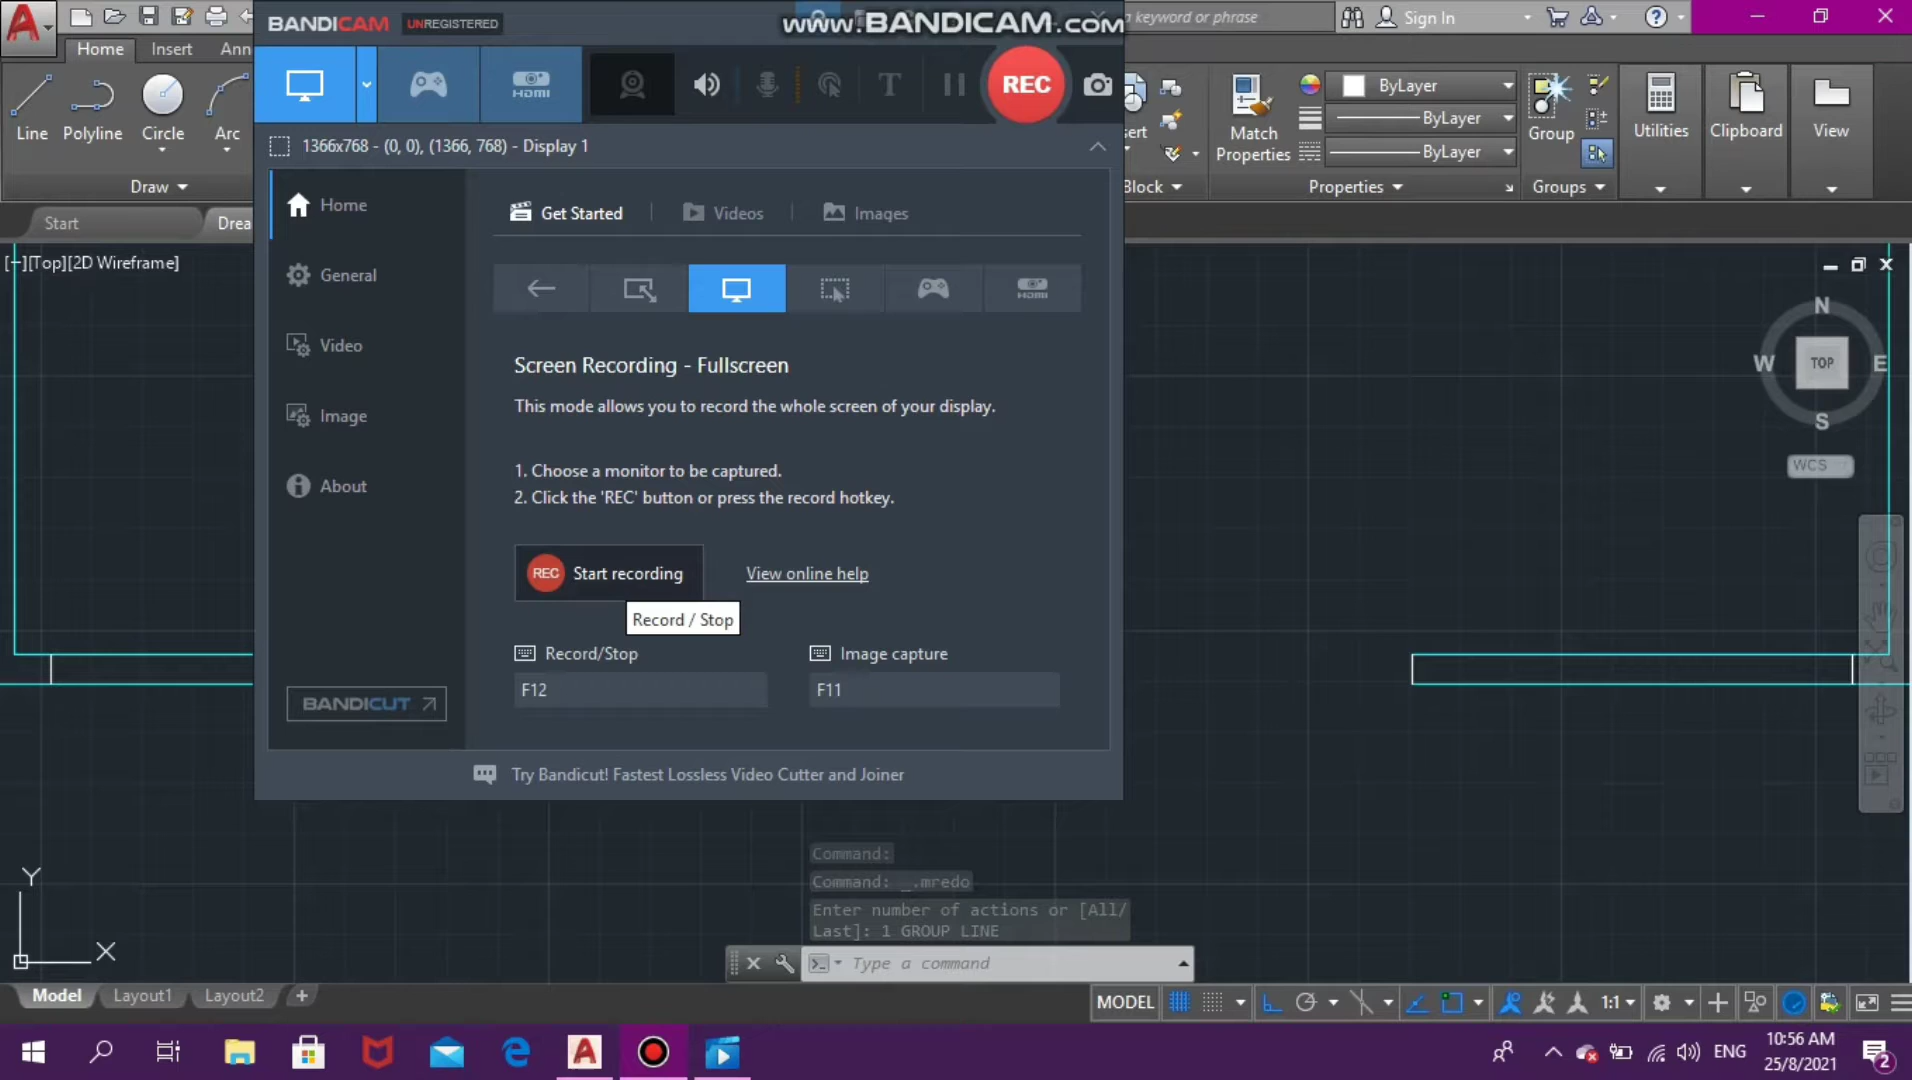 BANDICAM UNREGISTERED
www.BANDICAM.com
a keyword or phrase
Sign In
Home Insert Ann
HDMI
REC
ByLayer
ByLayer
ByLayer
Line Polyline Circle Arc
Match
Properties
Group Utilities Clipboard View
Draw
Block
Properties
Groups
1366x768 - (0, 0), (1366, 768) - Display 1
Start Drea
[−][Top][2D Wireframe]
Home
General
Video
Image
About
BANDICUT
Get Started
Videos
Images
HDMI
Screen Recording - Fullscreen
This mode allows you to record the whole screen of your display.
1. Choose a monitor to be captured.
2. Click the 'REC' button or press the record hotkey.
REC Start recording
View online help
Record / Stop
Record/Stop
Image capture
F12
F11
Try Bandicut! Fastest Lossless Video Cutter and Joiner
N
W TOP E
S
WCS
Command:
Command: _.mredo
Enter number of actions or [All/
Last]: 1 GROUP LINE
Type a command
Y
X
Model Layout1 Layout2 +
MODEL
1:1
ENG
10:56 AM
25/8/2021
2